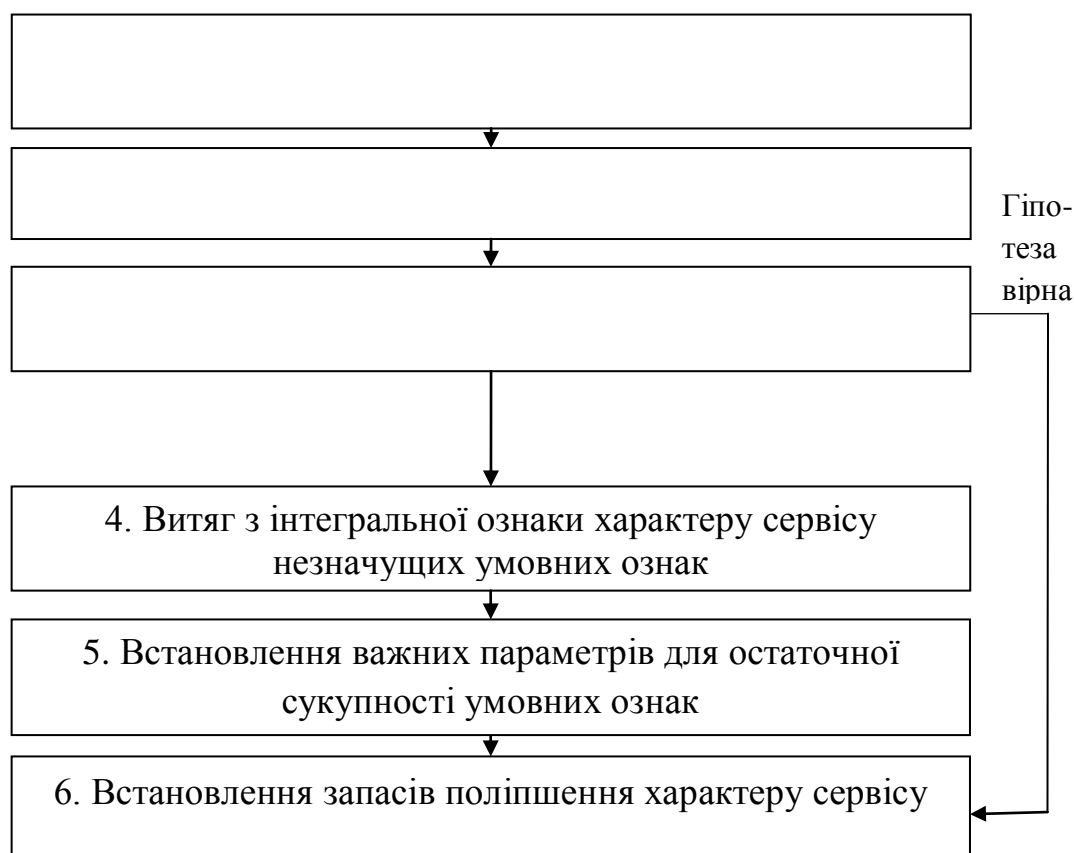 Гіпо-
теза
вірна
4. Витяг з інтегральної ознаки характеру сервісу
незначущих умовних ознак
5. Встановлення важних параметрів для остаточної
сукупності умовних ознак
6. Встановлення запасів поліпшення характеру сервісу